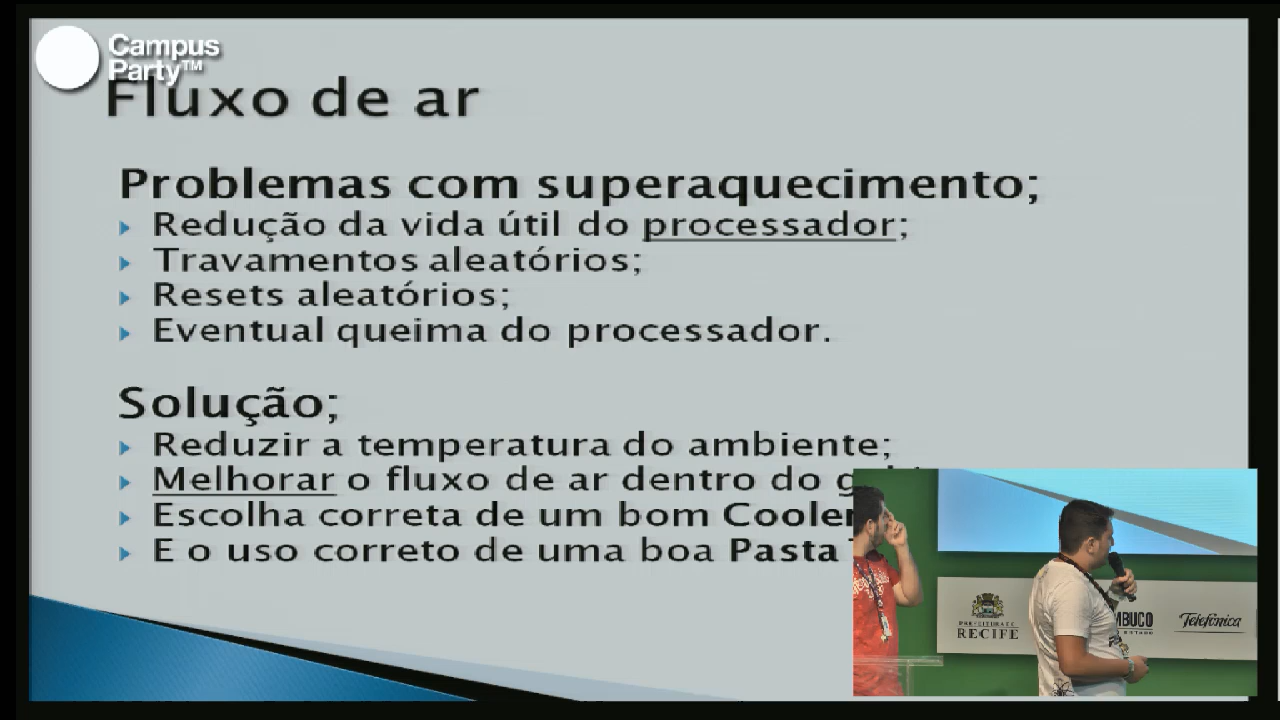 Campus
Party™
Fluxo de ar
Problemas com superaquecimento;
Redução da vida útil do processador;
Travamentos aleatórios;
Resets aleatórios;
Eventual queima do processador.
Solução;
Reduzir a temperatura do ambiente;
Melhorar o fluxo de ar dentro do
Escolha correta de um bom Cooler
E o uso correto de uma boa Pasta
PREFEITURA DO
RECIFE
Telefónica